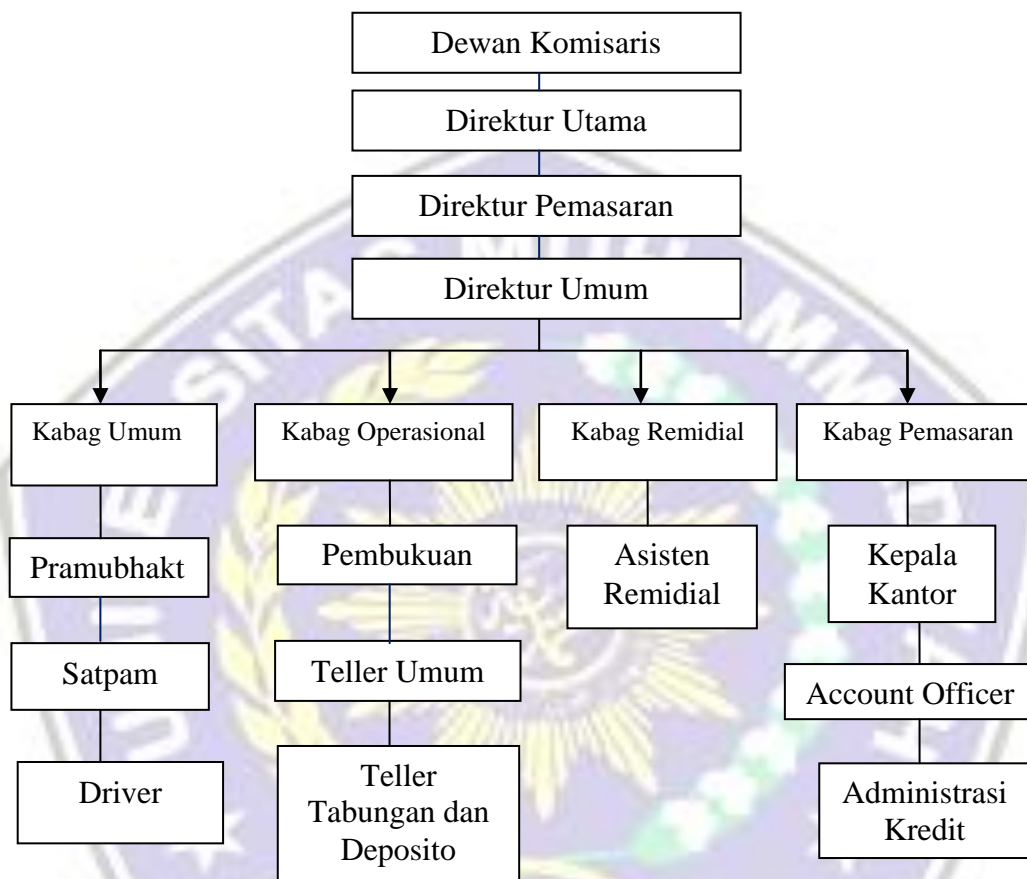 Dewan Komisaris
Direktur Utama
Direktur Pemasaran
Direktur Umum
Kabag Umum
Kabag Operasional
Kabag Remidial
Kabag Pemasaran
Pramubhakt
Pembukuan
Asisten
Remidial
Kepala
Kantor
Satpam
Teller Umum
Account Officer
Driver
Teller
Tabungan dan
Deposito
Administrasi
Kredit